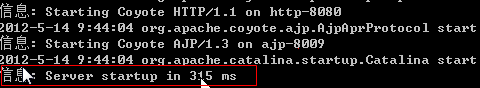 信息: Starting Coyote HTTP/1.1 on http-8080
2012-5-14 9:44:04 org.apache.coyote.ajp.AjpAprProtocol start
信息: Starting Coyote AJP/1.3 on ajp-8009
2012-5-14 9:44:04 org.apache.catalina.startup.Catalina start
信息: Server startup in 315 ms